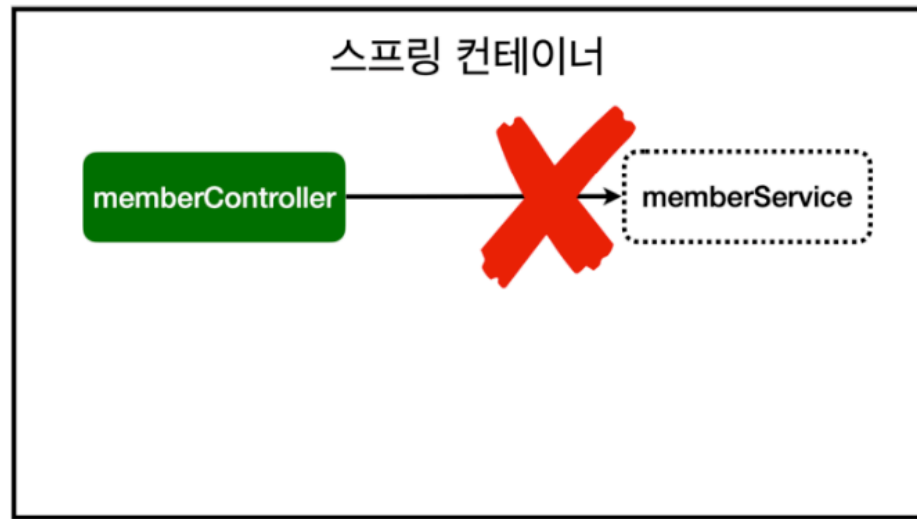 스프링 컨테이너
memberController
memberService